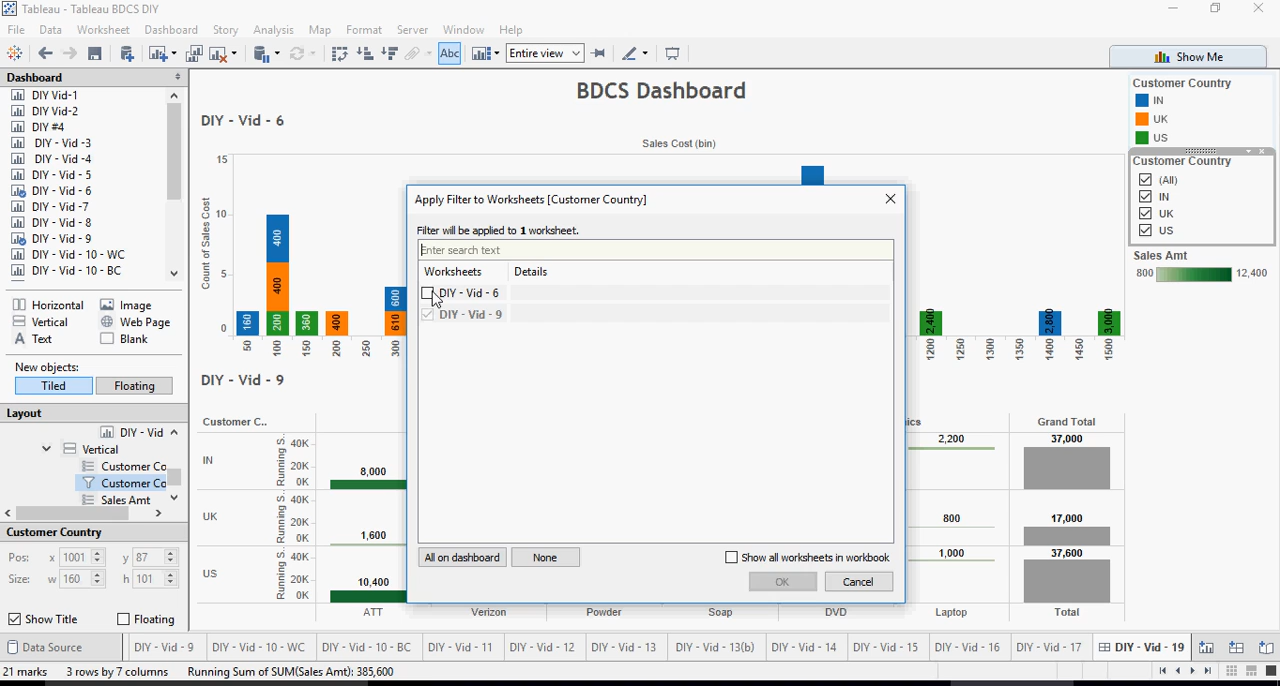 Tableau - Tableau BDCS DIY
File Data Worksheet Dashboard Story Analysis Map Format Server Window Help
Abc Entire view Show Me
Dashboard
DIY Vid-1
DIY Vid-2
DIY #4
DIY - Vid -3
DIY - Vid -4
DIY - Vid - 5
DIY - Vid - 6
DIY - Vid -7
DIY - Vid - 8
DIY - Vid - 9
DIY - Vid - 10 - WC
DIY - Vid - 10 - BC
Horizontal Image
Vertical Web Page
A Text Blank
New objects:
Tiled Floating
Layout
DIY - Vid
Vertical
Customer Co
Customer Co
Sales Amt
Customer Country
Pos: x 1001 y 87
Size: w 160 h 101
Show Title Floating
BDCS Dashboard
DIY - Vid - 6
Sales Cost (bin)
Count of Sales Cost
15
10
5
0
400
400
200
160
360
400
600
610
2,400
2,800
3,000
50 100 150 200 250 300 1200 1250 1300 1350 1400 1450 1500
DIY - Vid - 9
Customer C.. ics Grand Total
IN Running S.. 40K 20K 0K 8,000 2,200 37,000
UK Running S.. 40K 20K 0K 1,600 800 17,000
US Running S.. 40K 20K 0K 10,400 1,000 37,600
ATT Verizon Powder Soap DVD Laptop Total
Apply Filter to Worksheets [Customer Country]
Filter will be applied to 1 worksheet.
Enter search text
Worksheets Details
DIY - Vid - 6
DIY - Vid - 9
All on dashboard None Show all worksheets in workbook
OK Cancel
Customer Country
IN
UK
US
Customer Country
(All)
IN
UK
US
Sales Amt
800 12,400
Data Source DIY - Vid - 9 DIY - Vid - 10 - WC DIY - Vid - 10 - BC DIY - Vid - 11 DIY - Vid - 12 DIY - Vid - 13 DIY - Vid - 13(b) DIY - Vid - 14 DIY - Vid - 15 DIY - Vid - 16 DIY - Vid - 17 DIY - Vid - 19
21 marks 3 rows by 7 columns Running Sum of SUM(Sales Amt): 385,600